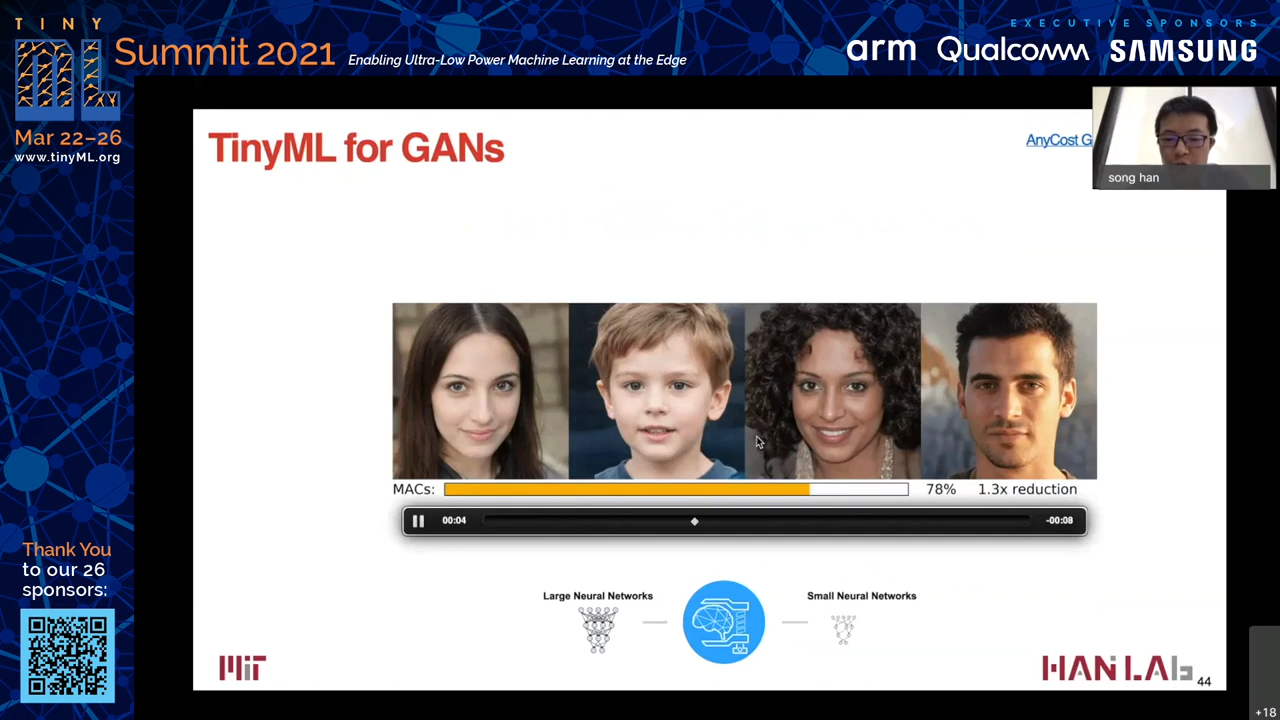 TINY
ML
Summit 2021
Enabling Ultra-Low Power Machine Learning at the Edge
EXECUTIVE SPONSORS
arm Qualcomm SAMSUNG
Mar 22–26
www.tinyML.org
TinyML for GANs
AnyCost G
song han
MACs: 78% 1.3x reduction
00:04 -00:08
Large Neural Networks Small Neural Networks
Thank You
to our 26
sponsors:
MIT
HAN LAb 44
+18